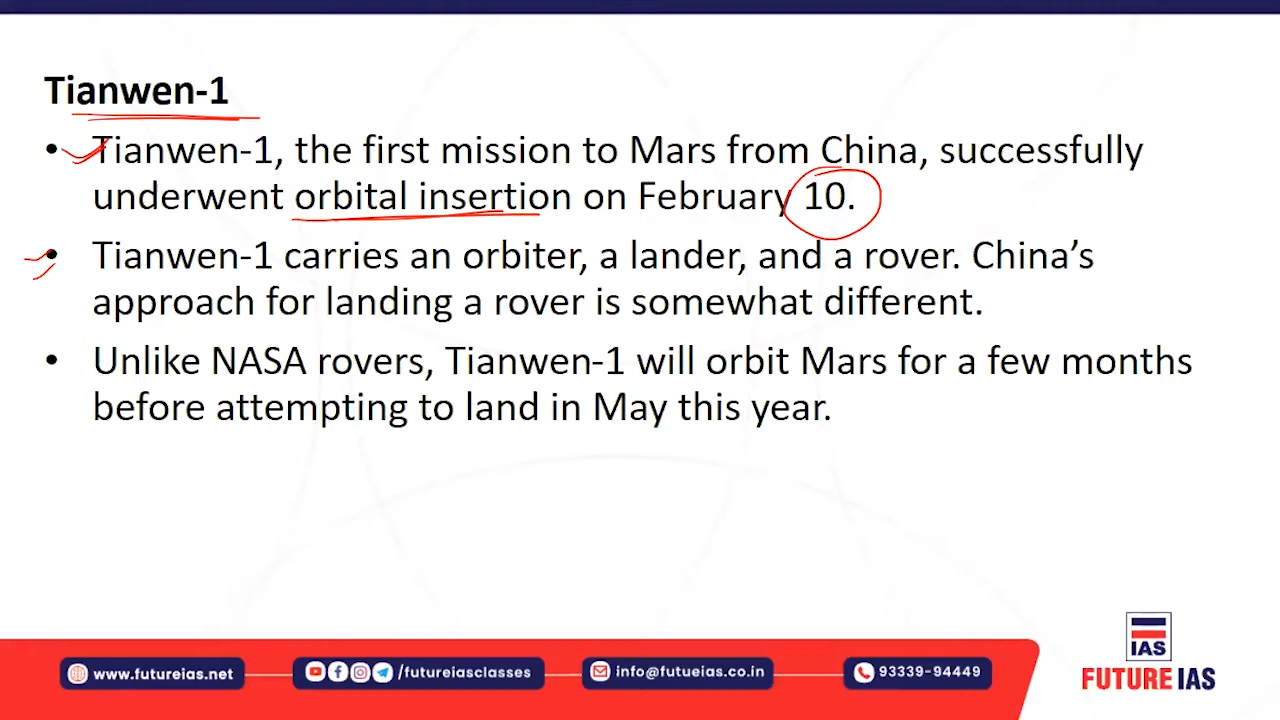 Tianwen-1
• Tianwen-1, the first mission to Mars from China, successfully
underwent orbital insertion on February 10.
• Tianwen-1 carries an orbiter, a lander, and a rover. China’s
approach for landing a rover is somewhat different.
• Unlike NASA rovers, Tianwen-1 will orbit Mars for a few months
before attempting to land in May this year.
www.futureias.net
/futureiasclasses
info@futueias.co.in
93339-94449
IAS
FUTURE IAS